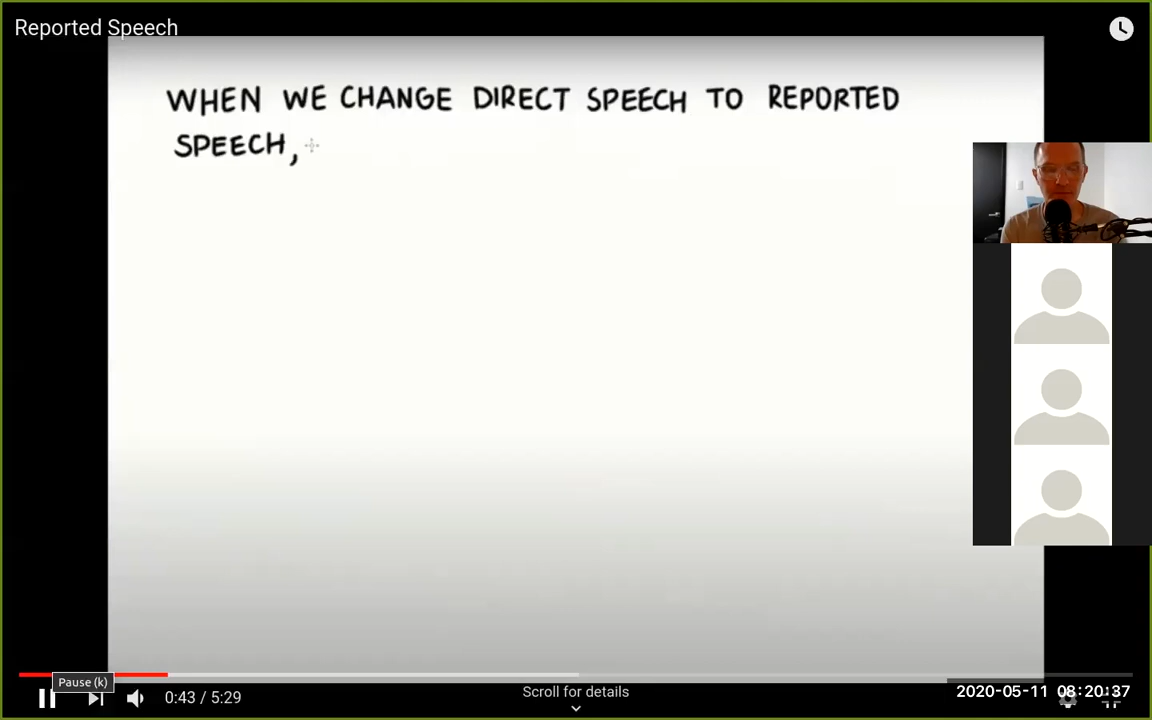 Reported Speech
WHEN WE CHANGE DIRECT SPEECH TO REPORTED
SPEECH,
Pause (k)
0:43 / 5:29
Scroll for details
2020-05-11 08:20:37